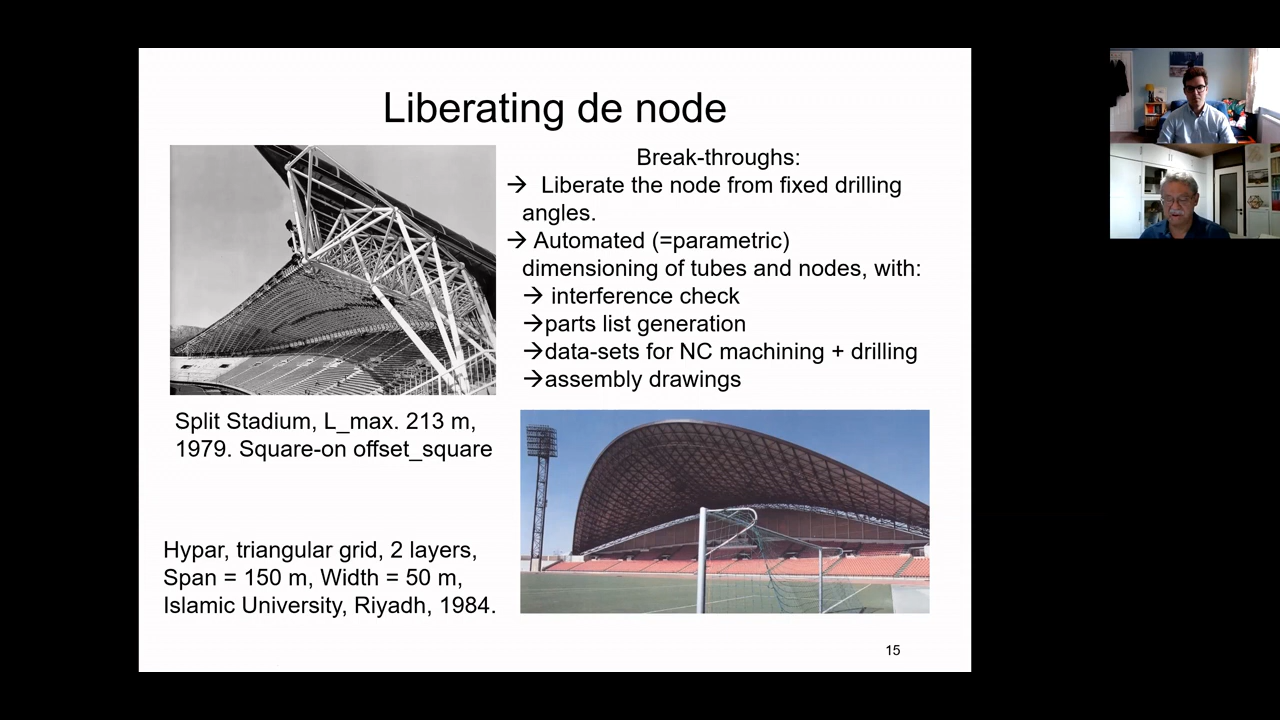 Liberating de node
Break-throughs:
→ Liberate the node from fixed drilling
angles.
→ Automated (=parametric)
dimensioning of tubes and nodes, with:
→ interference check
→parts list generation
→data-sets for NC machining + drilling
→assembly drawings
Split Stadium, L_max. 213 m,
1979. Square-on offset_square
Hypar, triangular grid, 2 layers,
Span = 150 m, Width = 50 m,
Islamic University, Riyadh, 1984.
15